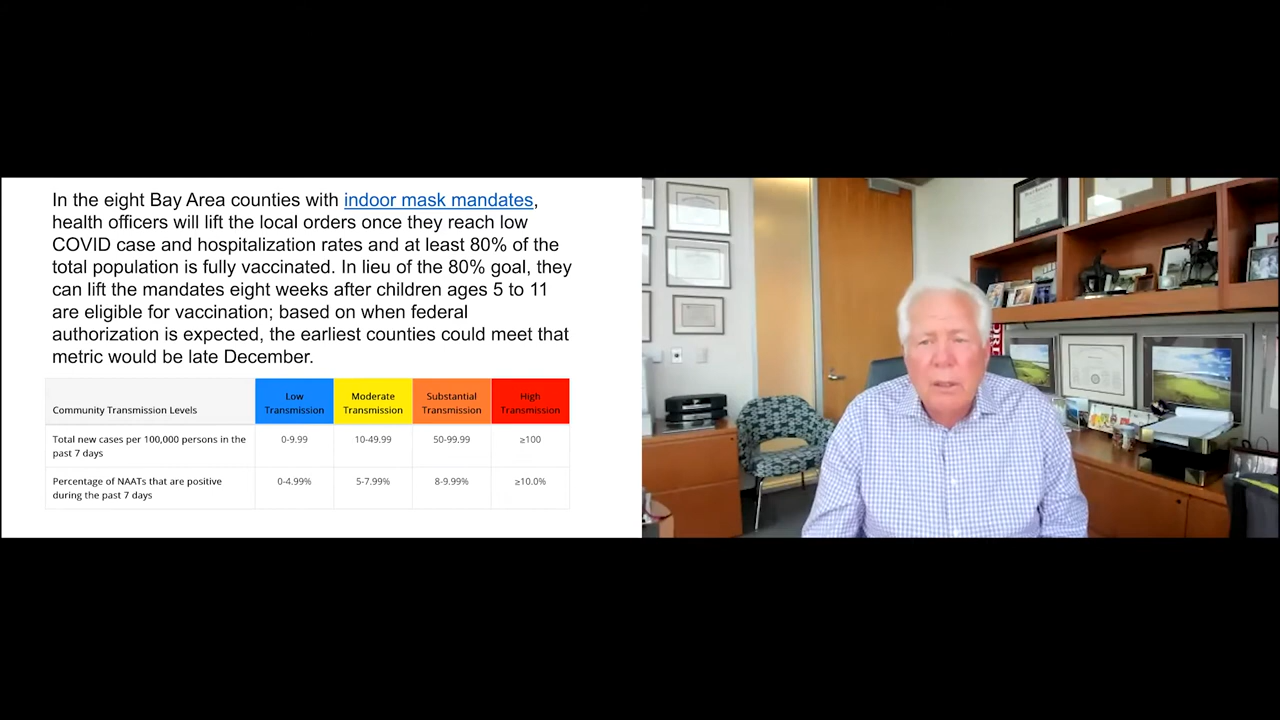 In the eight Bay Area counties with indoor mask mandates,
health officers will lift the local orders once they reach low
COVID case and hospitalization rates and at least 80% of the
total population is fully vaccinated. In lieu of the 80% goal, they
can lift the mandates eight weeks after children ages 5 to 11
are eligible for vaccination; based on when federal
authorization is expected, the earliest counties could meet that
metric would be late December.
Community Transmission Levels
Low
Transmission
Moderate
Transmission
Substantial
Transmission
High
Transmission
Total new cases per 100,000 persons in the
past 7 days
0-9.99
10-49.99
50-99.99
≥100
Percentage of NAATs that are positive
during the past 7 days
0-4.99%
5-7.99%
8-9.99%
≥10.0%